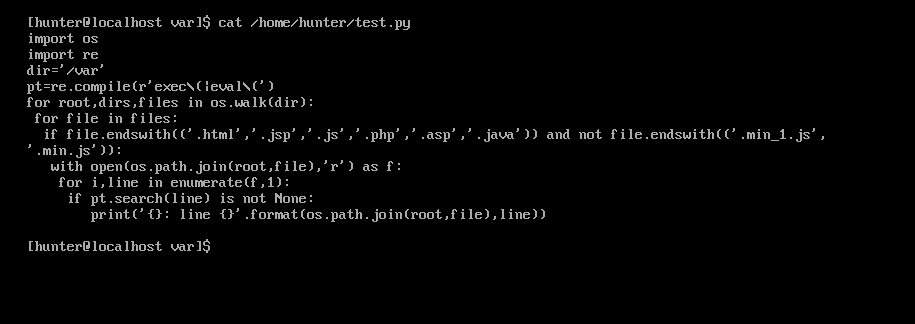 [hunter@localhost var]$ cat /home/hunter/test.py
import os
import re
dir='/var'
pt=re.compile(r'exec\(|eval\(')
for root,dirs,files in os.walk(dir):
 for file in files:
  if file.endswith(('.html','.jsp','.js','.php','.asp','.java')) and not file.endswith(('.min_1.js',
'.min.js')):
   with open(os.path.join(root,file),'r') as f:
    for i,line in enumerate(f,1):
     if pt.search(line) is not None:
        print('{}: line {}'.format(os.path.join(root,file),line))
[hunter@localhost var]$